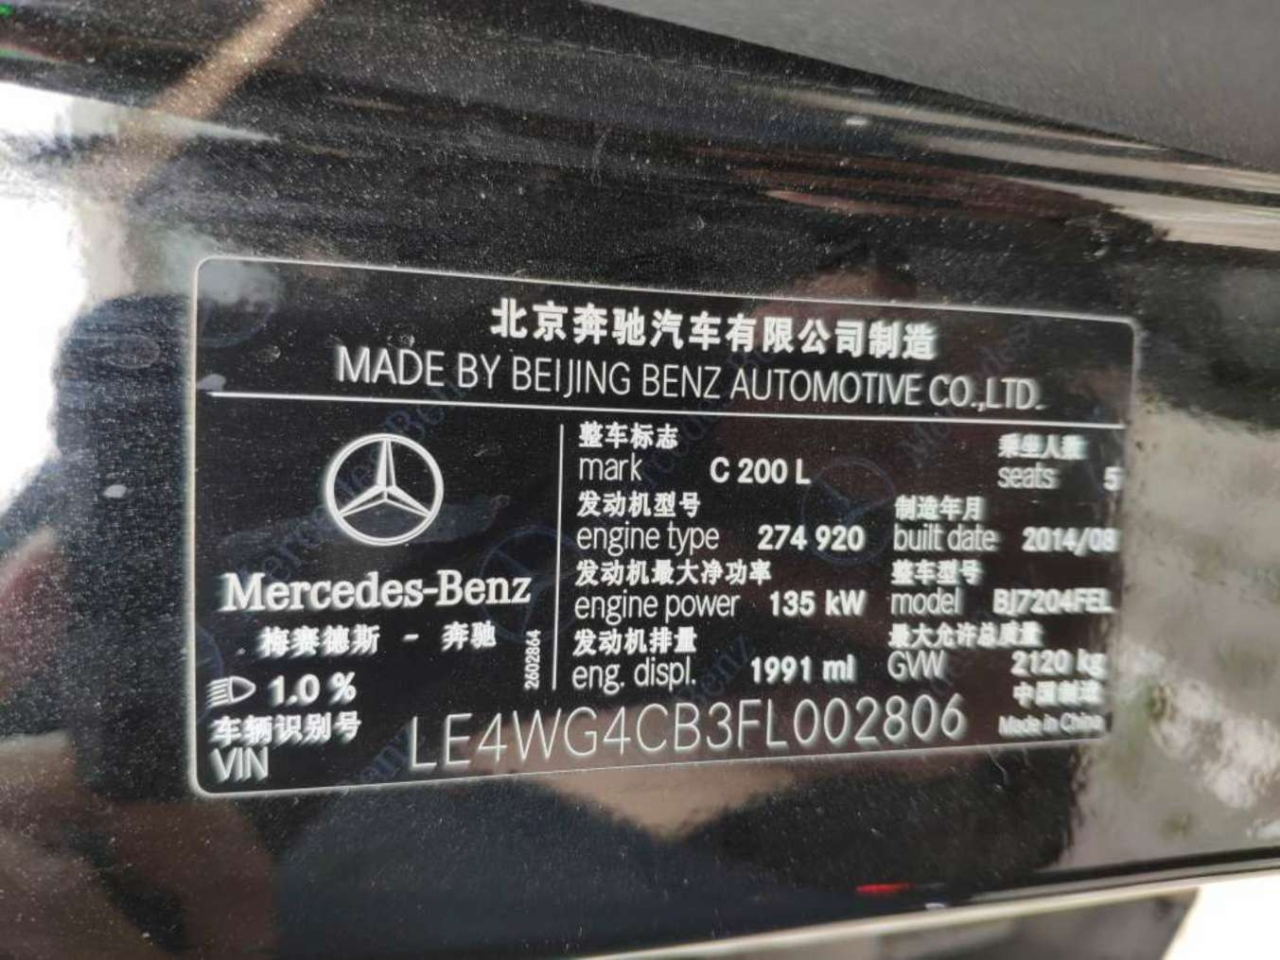 北京奔驰汽车有限公司制造
MADE BY BEIJING BENZ AUTOMOTIVE CO.,LTD.
Mercedes-Benz
梅赛德斯 - 奔驰
1.0 %
2602864
整车标志
mark C 200 L
乘坐人数
seats 5
发动机型号
engine type 274 920
制造年月
built date 2014/08
发动机最大净功率
engine power 135 kW
整车型号
model BJ7204FEL
发动机排量
eng. displ. 1991 ml
最大允许总质量
GVW 2120 kg
中国制造
Made in China
车辆识别号
VIN LE4WG4CB3FL002806